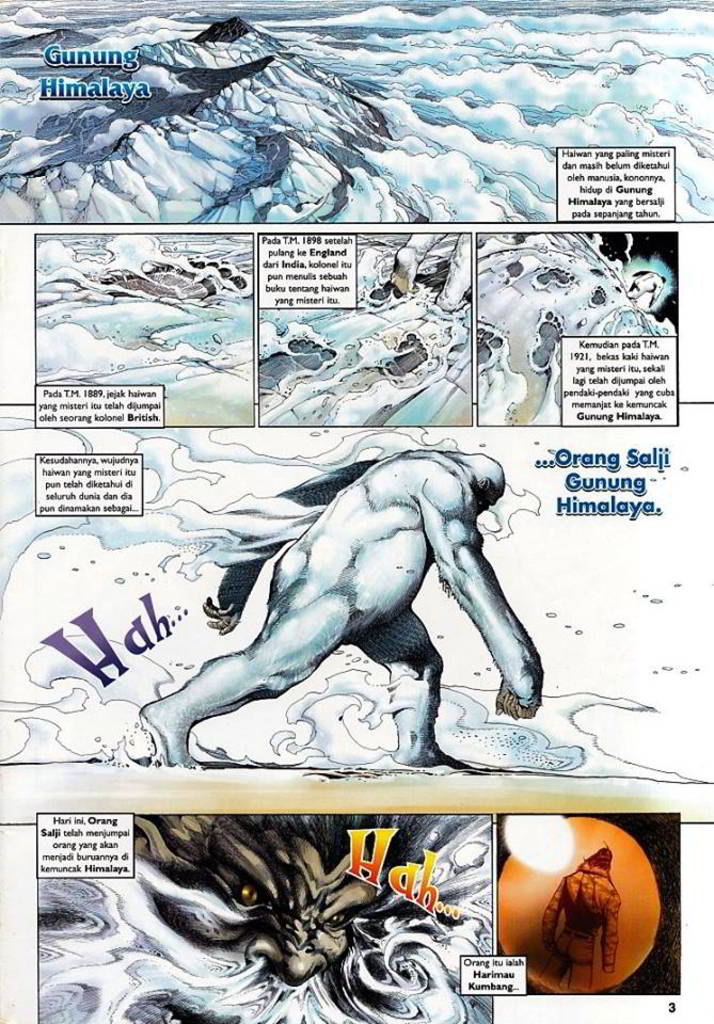 Gunung
Himalaya
Haiwan yang paling misteri
dan masih belum diketahui
oleh manusia, kononnya,
hidup di Gunung
Himalaya yang bersalji
pada sepanjang tahun.
Pada T.M. 1889, jejak haiwan
yang misteri itu telah dijumpai
oleh seorang kolonel British.
Pada T.M. 1898 setelah
pulang ke England
dari India, kolonel itu
pun menulis sebuah
buku tentang haiwan
yang misteri itu.
Kemudian pada T.M.
1921, bekas kaki haiwan
yang misteri itu, sekali
lagi telah dijumpai oleh
pendaki-pendaki yang cuba
memanjat ke kemuncak
Gunung Himalaya.
Kesudahannya, wujudnya
haiwan yang misteri itu
pun telah diketahui di
seluruh dunia dan dia
pun dinamakan sebagai...
...Orang Salji
Gunung
Himalaya.
Hah...
Hari ini, Orang
Salji telah menjumpai
orang yang akan
menjadi buruannya di
kemuncak Himalaya.
Hah...
Orang itu ialah
Harimau
Kumbang...
3